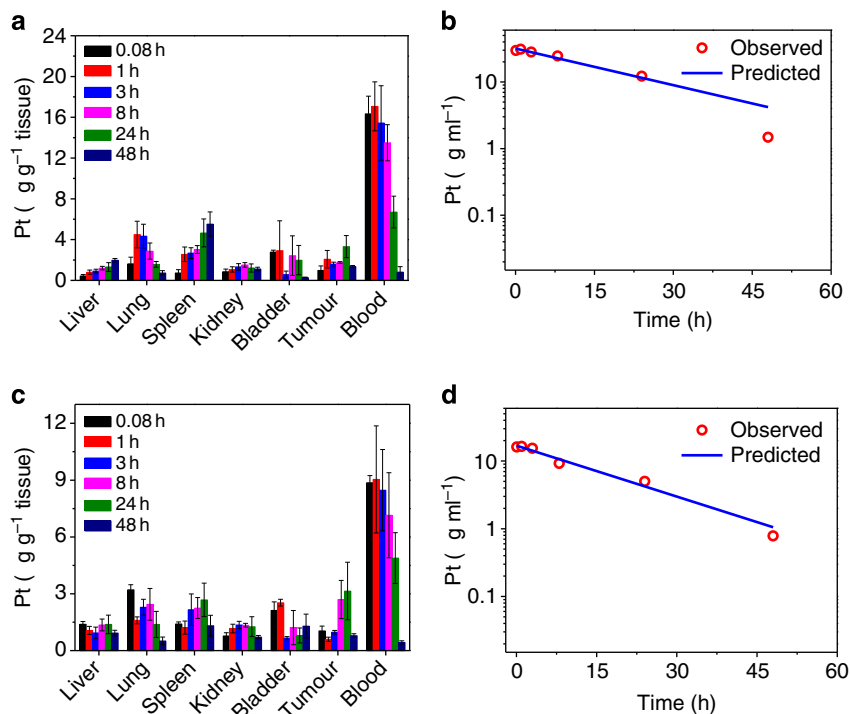 a
24
20
16
12
8
4
0
Pt ( g g⁻¹ tissue)
0.08 h
1 h
3 h
8 h
24 h
48 h
Liver
Lung
Spleen
Kidney
Bladder
Tumour
Blood
b
10
1
0.1
Pt ( g ml⁻¹)
Observed
Predicted
0 15 30 45 60
Time (h)
c
12
9
6
3
0
Pt ( g g⁻¹ tissue)
0.08 h
1 h
3 h
8 h
24 h
48 h
Liver
Lung
Spleen
Kidney
Bladder
Tumour
Blood
d
10
1
0.1
Pt ( g ml⁻¹)
Observed
Predicted
0 15 30 45 60
Time (h)